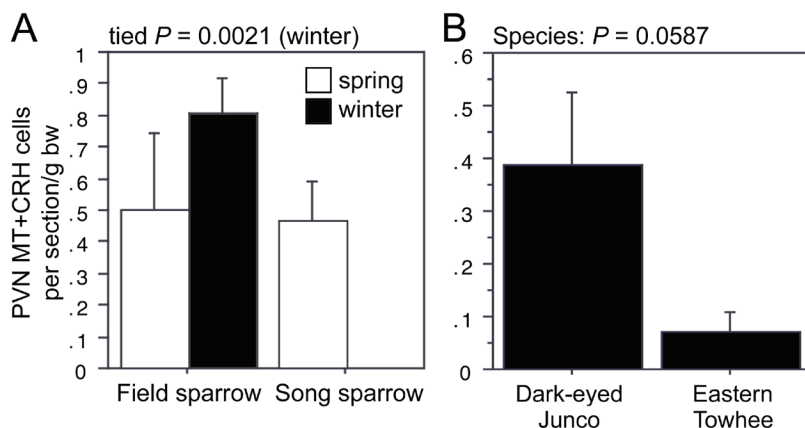 A
tied P = 0.0021 (winter)
PVN MT+CRH cells
per section/g bw
1
.9
.8
.7
.6
.5
.4
.3
.2
.1
0
spring
winter
Field sparrow
Song sparrow
B
Species: P = 0.0587
.6
.5
.4
.3
.2
.1
0
Dark-eyed
Junco
Eastern
Towhee